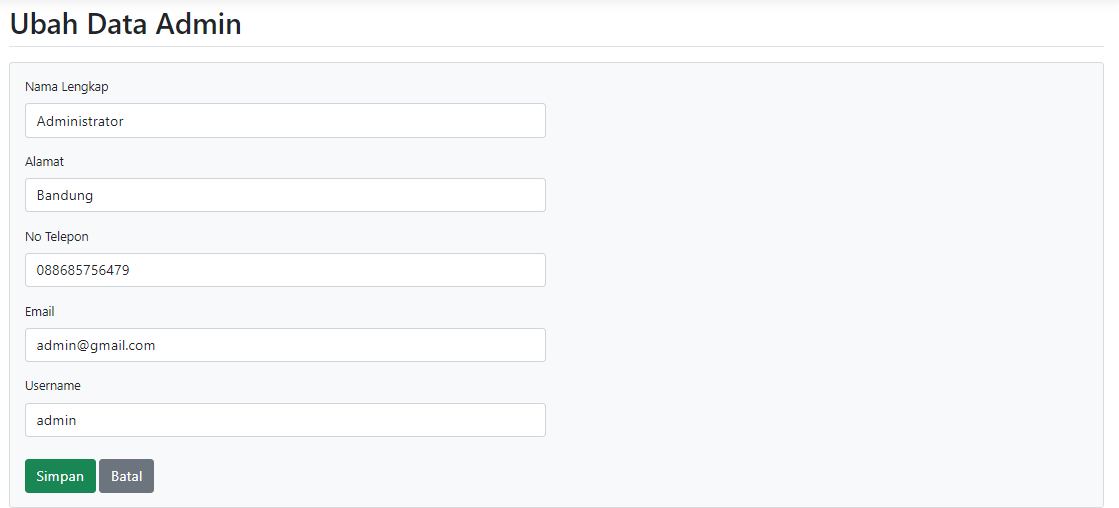 Ubah Data Admin
Nama Lengkap
Administrator
Alamat
Bandung
No Telepon
088685756479
Email
admin@gmail.com
Username
admin
Simpan Batal